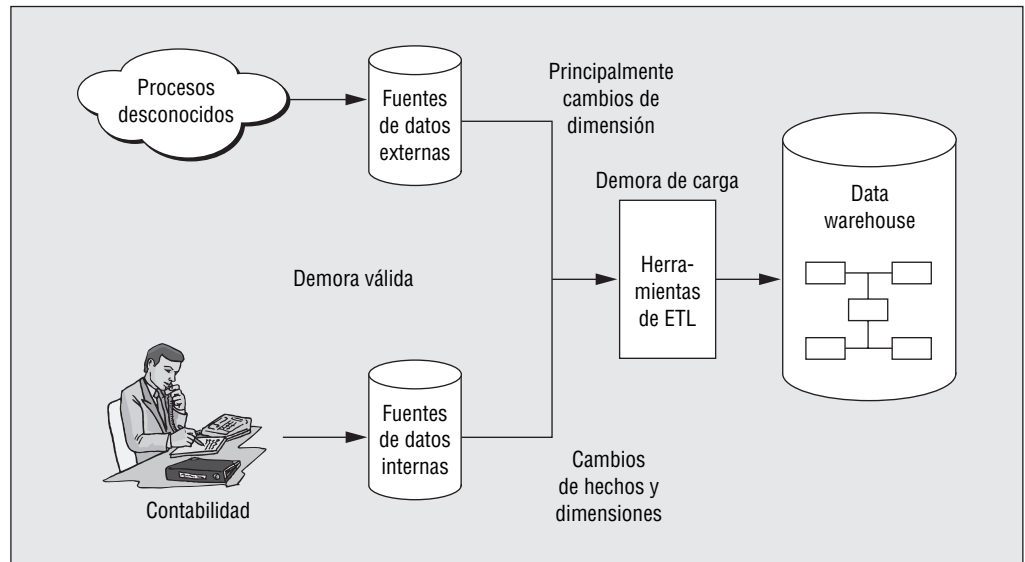 Procesos
desconocidos
Fuentes
de datos
externas
Principalmente
cambios de
dimensión
Demora de carga
Data
warehouse
Demora válida
Herra-
mientas
de ETL
Fuentes
de datos
internas
Contabilidad
Cambios
de hechos y
dimensiones